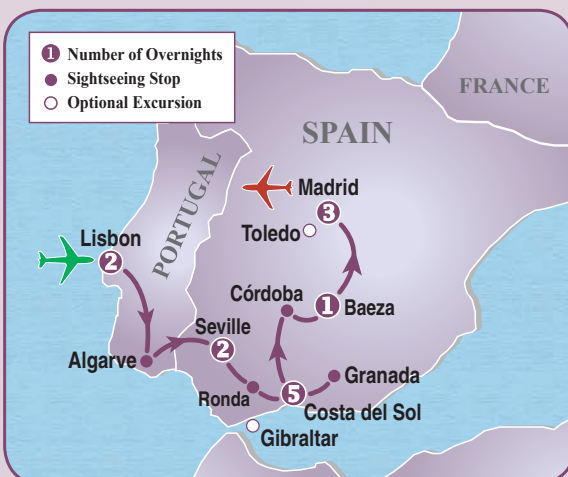 1 Number of Overnights
Sightseeing Stop
Optional Excursion
FRANCE
SPAIN
PORTUGAL
Madrid
3
Toledo
Lisbon
2
Córdoba
1 Baeza
Seville
2
Algarve
Granada
Ronda
5
Costa del Sol
Gibraltar